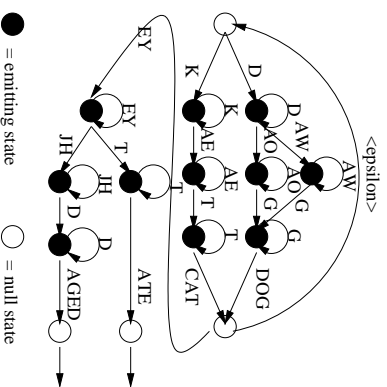 <epsilon>
AW
AW G
D AO G
D AO G DOG
K AE T
K AE T CAT
T
EY ATE
EY T
JH D
JH D AGED
= emitting state = null state